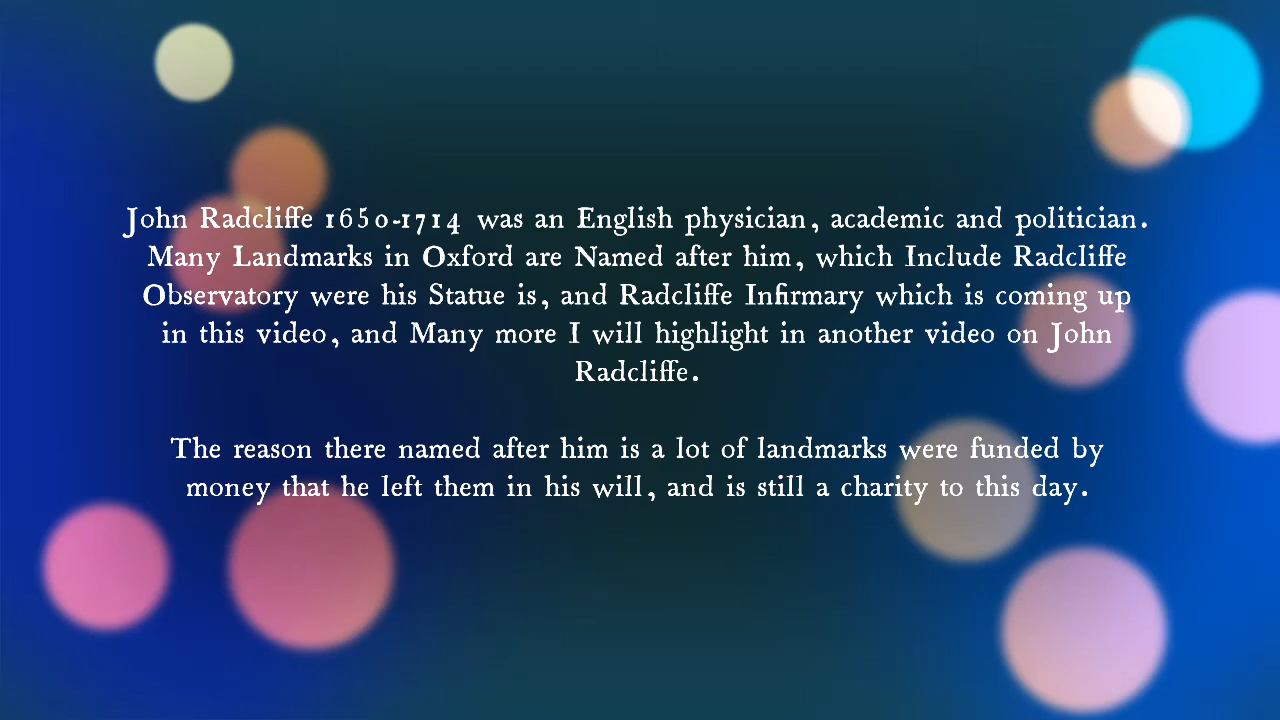 John Radcliffe 1650-1714 was an English physician, academic and politician.
Many Landmarks in Oxford are Named after him, which Include Radcliffe
Observatory were his Statue is, and Radcliffe Infirmary which is coming up
in this video, and Many more I will highlight in another video on John
Radcliffe.
The reason there named after him is a lot of landmarks were funded by
money that he left them in his will, and is still a charity to this day.